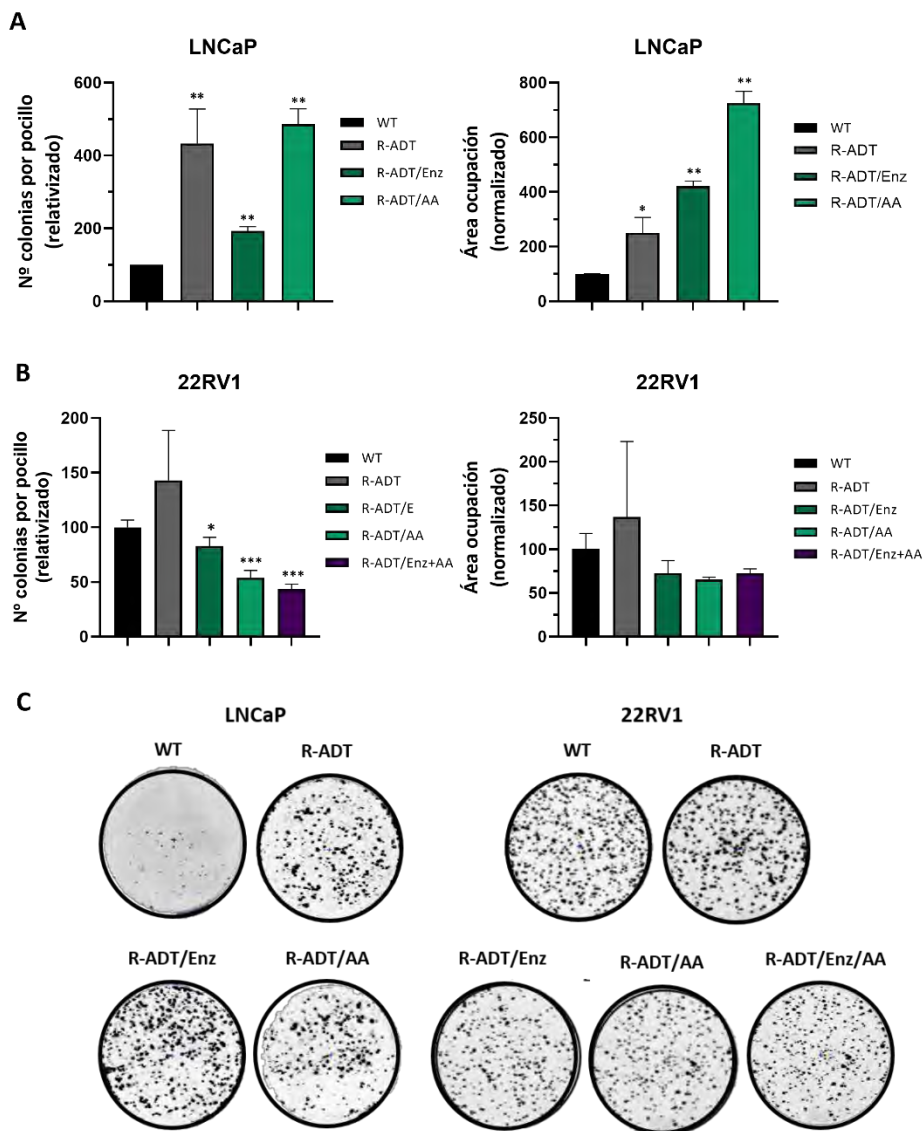 A
LNCaP
Nº colonias por pocillo
(relativizado)
600
400
200
0
**
**
**
WT
R-ADT
R-ADT/Enz
R-ADT/AA
LNCaP
Área ocupación
(normalizado)
800
600
400
200
0
*
**
**
WT
R-ADT
R-ADT/Enz
R-ADT/AA
B
22RV1
Nº colonias por pocillo
(relativizado)
200
150
100
50
0
*
***
***
WT
R-ADT
R-ADT/E
R-ADT/AA
R-ADT/Enz+AA
22RV1
Área ocupación
(normalizado)
250
200
150
100
50
0
WT
R-ADT
R-ADT/Enz
R-ADT/AA
R-ADT/Enz+AA
C
LNCaP
22RV1
WT
R-ADT
WT
R-ADT
R-ADT/Enz
R-ADT/AA
R-ADT/Enz
R-ADT/AA
R-ADT/Enz/AA